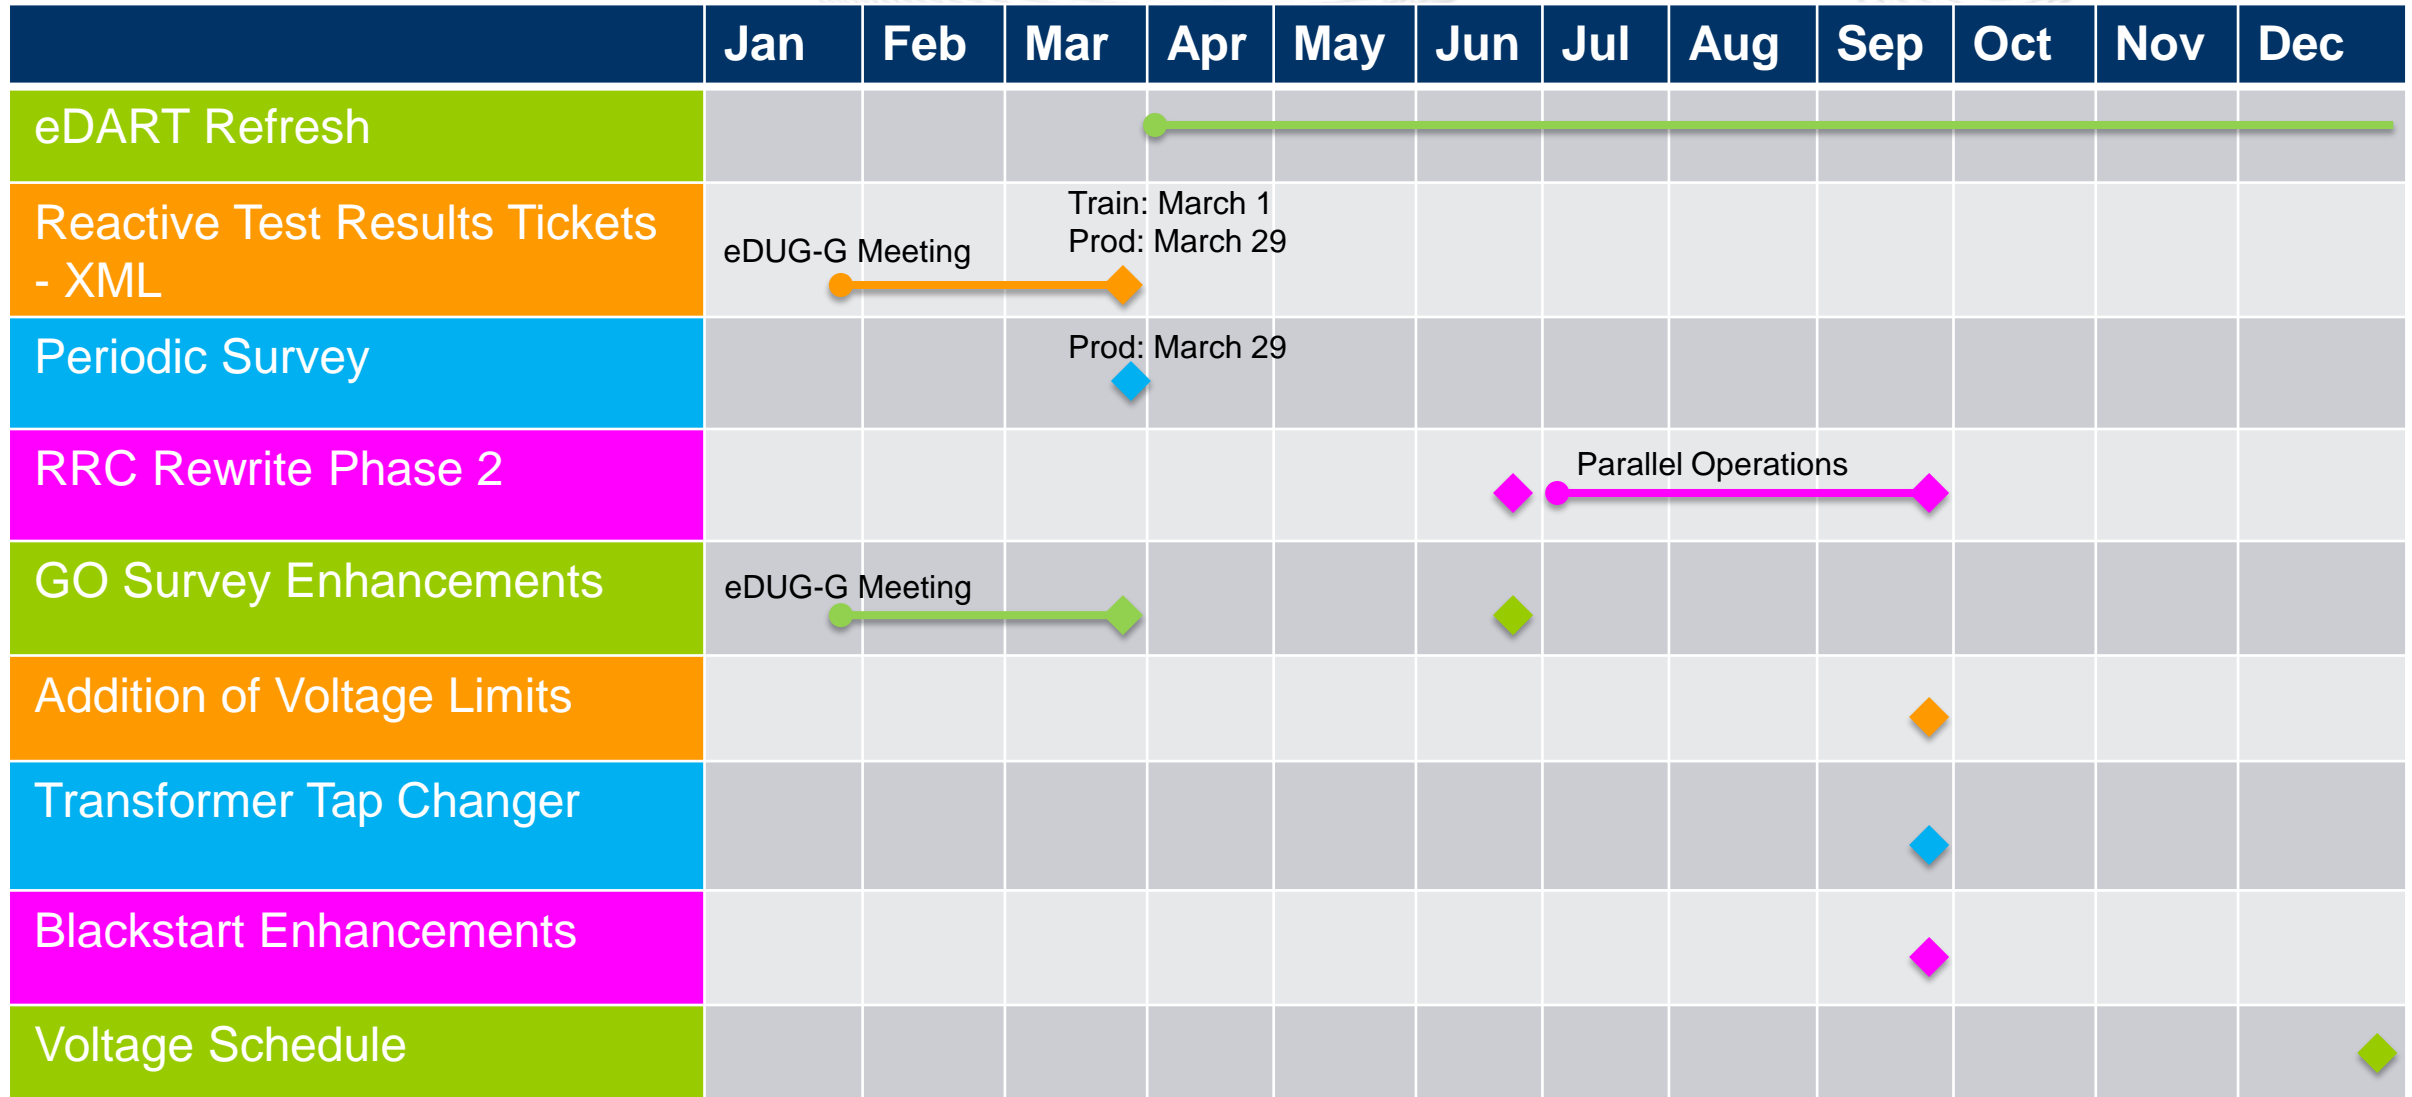 Jan Feb Mar Apr May Jun Jul Aug Sep Oct Nov Dec
eDART Refresh
Reactive Test Results Tickets
- XML
eDUG-G Meeting
Train: March 1
Prod: March 29
Periodic Survey
Prod: March 29
RRC Rewrite Phase 2
Parallel Operations
GO Survey Enhancements
eDUG-G Meeting
Addition of Voltage Limits
Transformer Tap Changer
Blackstart Enhancements
Voltage Schedule